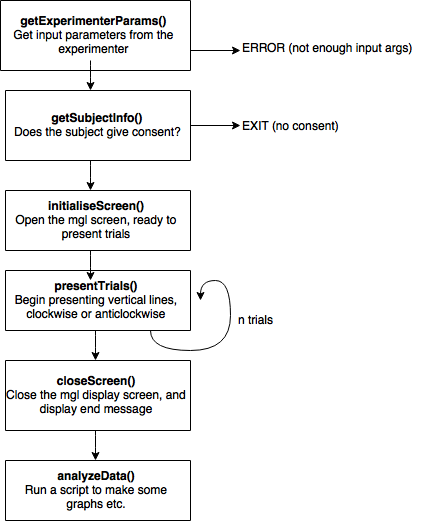 getExperimenterParams()
Get input parameters from the
experimenter
ERROR (not enough input args)
getSubjectInfo()
Does the subject give consent?
EXIT (no consent)
initialiseScreen()
Open the mgl screen, ready to
present trials
presentTrials()
Begin presenting vertical lines,
clockwise or anticlockwise
n trials
closeScreen()
Close the mgl display screen, and
display end message
analyzeData()
Run a script to make some
graphs etc.